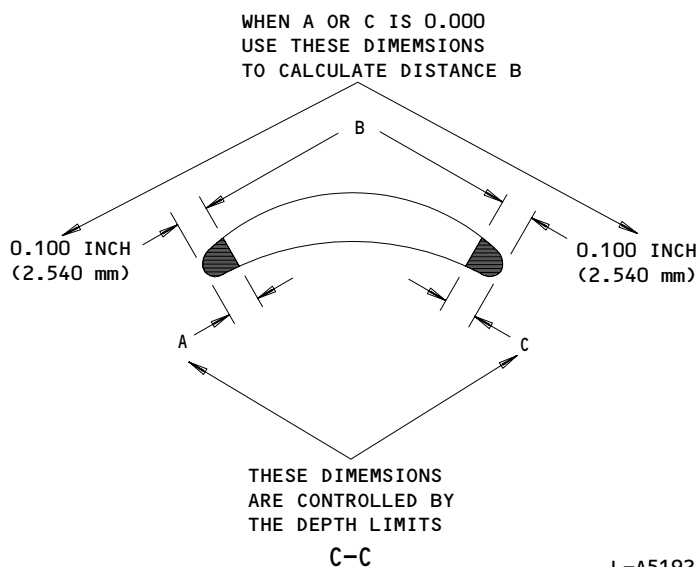 WHEN A OR C IS 0.000
USE THESE DIMEMSIONS
TO CALCULATE DISTANCE B
B
0.100 INCH
(2.540 mm)
0.100 INCH
(2.540 mm)
A
C
THESE DIMEMSIONS
ARE CONTROLLED BY
THE DEPTH LIMITS
C-C
L-A5192